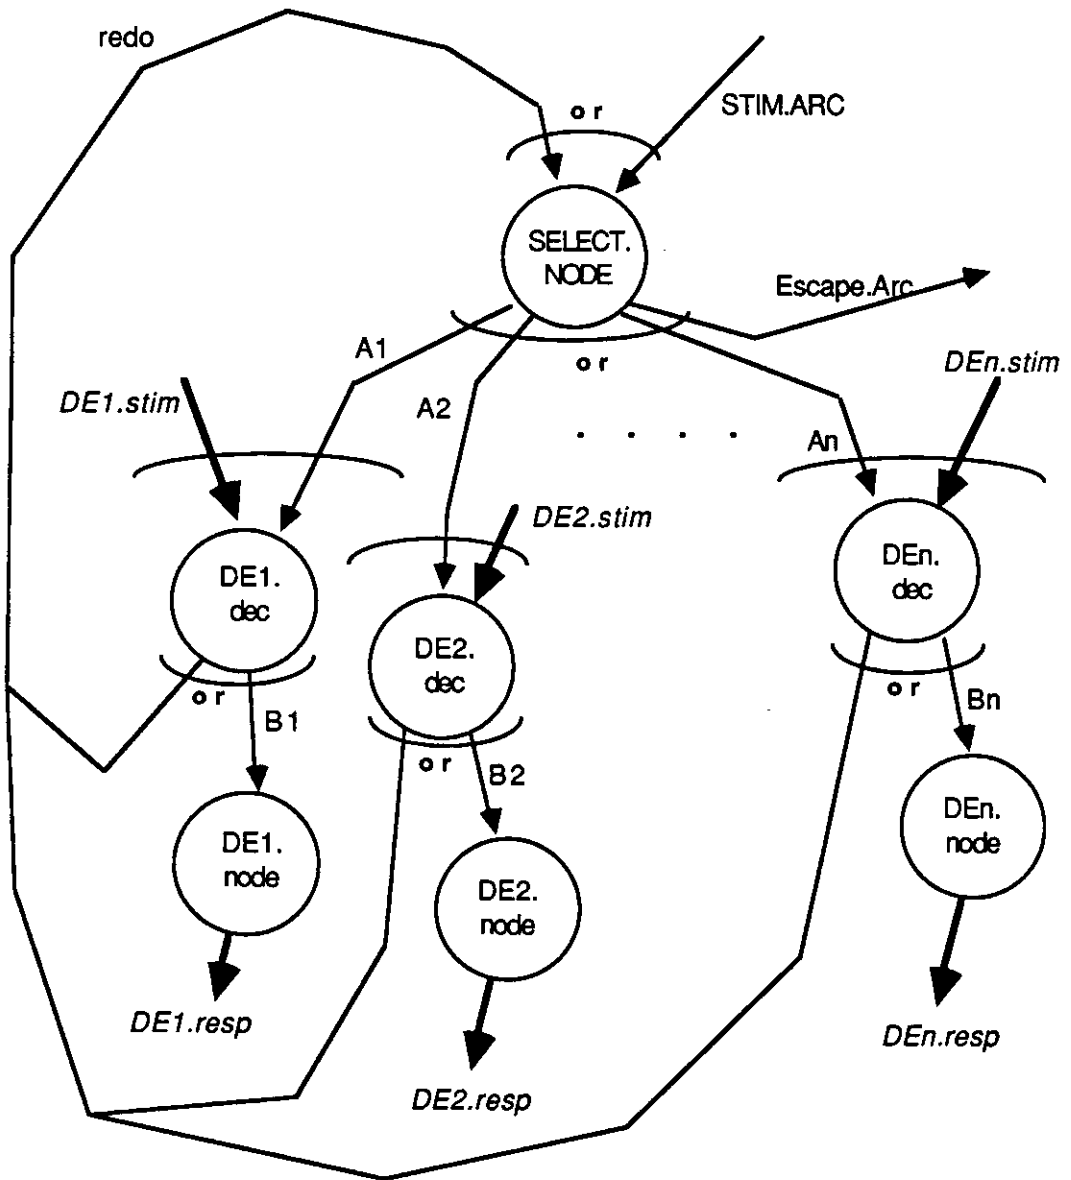 redo
STIM.ARC
or
SELECT.
NODE
Escape.Arc
or
A1
DE1.stim
A2
DEn.stim
. . . .
An
DE2.stim
DE1.
dec
DEn.
dec
DE2.
dec
or
or
B1
Bn
or
B2
DE1.
node
DEn.
node
DE2.
node
DE1.resp
DEn.resp
DE2.resp